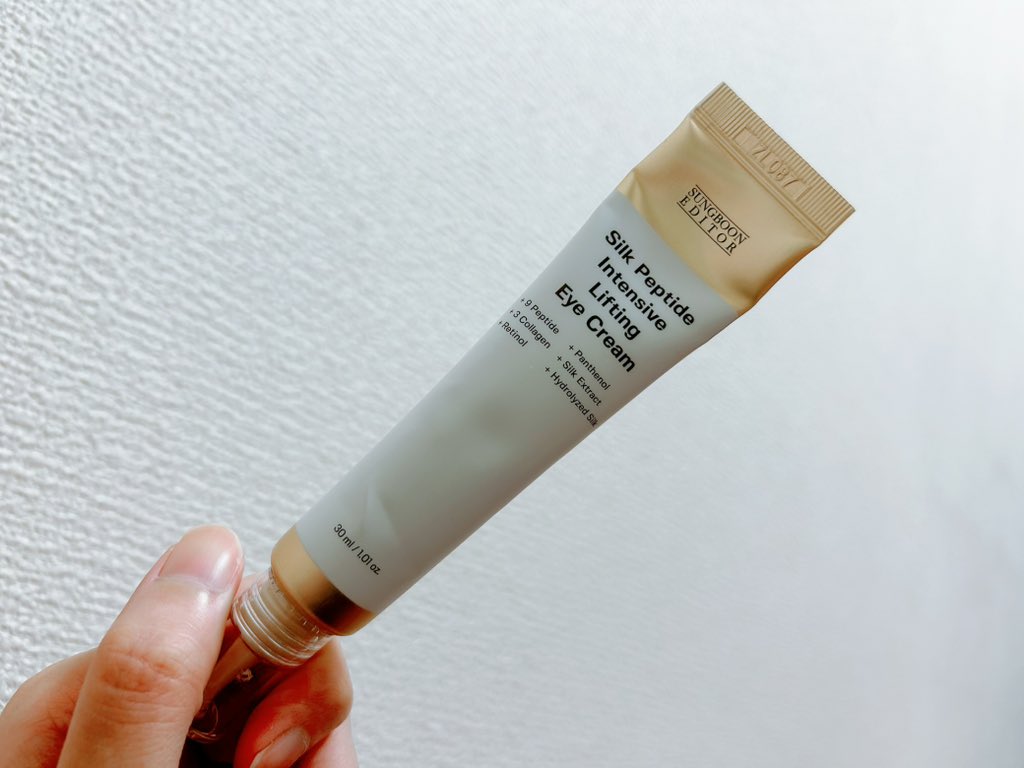 SUNGBOON
EDITOR
Silk Peptide
Intensive
Lifting
Eye Cream
+ 9 Peptide
+ 3 Collagen
+ Retinol
+ Panthenol
+ Silk Extract
+ Hydrolyzed Silk
30 ml / 1.01 oz.